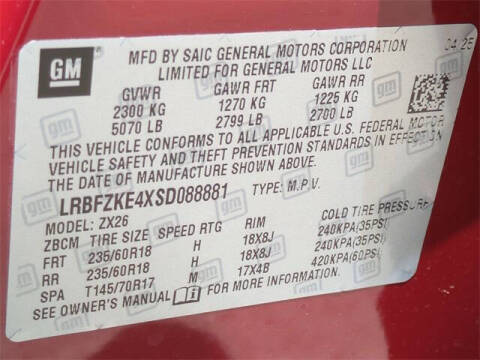 GM
MFD BY SAIC GENERAL MOTORS CORPORATION 04/25
LIMITED FOR GENERAL MOTORS LLC
GVWR GAWR FRT GAWR RR
2300 KG 1270 KG 1225 KG
5070 LB 2799 LB 2700 LB
THIS VEHICLE CONFORMS TO ALL APPLICABLE U.S. FEDERAL MOTOR
VEHICLE SAFETY AND THEFT PREVENTION STANDARDS IN EFFECT
THE DATE OF MANUFACTURE SHOWN ABOVE.
LRBFZKE4XSD088881 TYPE: M.P.V.
MODEL: ZX26
ZBCM TIRE SIZE SPEED RTG RIM COLD TIRE PRESSURE
FRT 235/60R18 H 18X8J 240KPA(35PSI)
RR 235/60R18 H 18X8J 240KPA(35PSI)
SPA T145/70R17 M 17X4B 420KPA(60PSI)
SEE OWNER'S MANUAL FOR MORE INFORMATION.